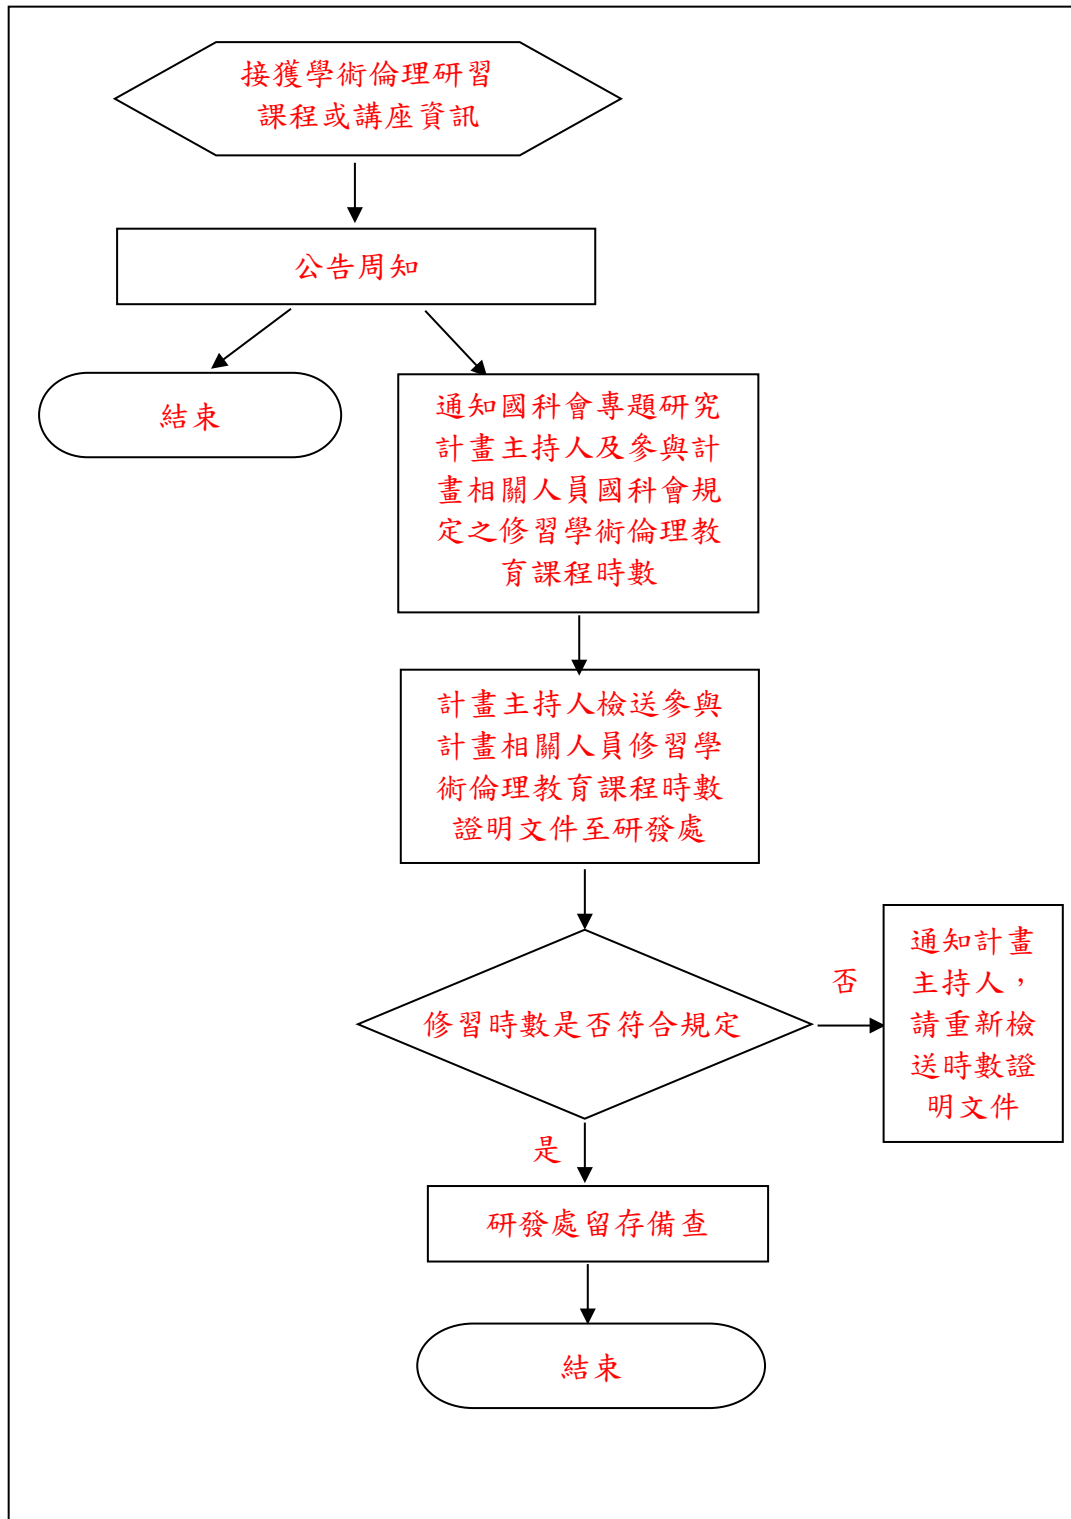 接獲學術倫理研習
課程或講座資訊
公告周知
結束
通知國科會專題研究
計畫主持人及參與計
畫相關人員國科會規
定之修習學術倫理教
育課程時數
計畫主持人檢送參與
計畫相關人員修習學
術倫理教育課程時數
證明文件至研發處
修習時數是否符合規定
否
通知計畫
主持人，
請重新檢
送時數證
明文件
是
研發處留存備查
結束